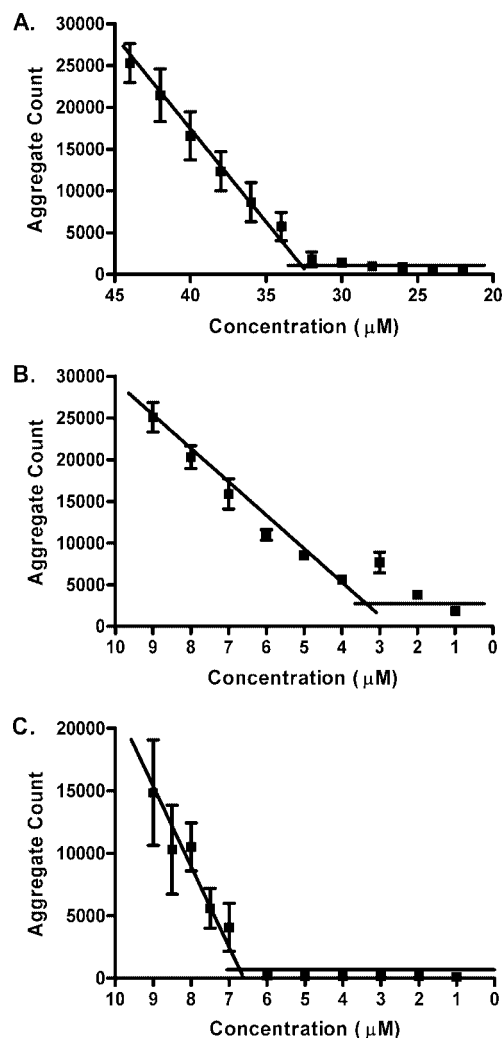 A.
30000
25000
20000
15000
10000
5000
0
Aggregate Count
45 40 35 30 25 20
Concentration ( μM)
B.
30000
25000
20000
15000
10000
5000
0
Aggregate Count
10 9 8 7 6 5 4 3 2 1 0
Concentration ( μM)
C.
20000
15000
10000
5000
0
Aggregate Count
10 9 8 7 6 5 4 3 2 1 0
Concentration ( μM)